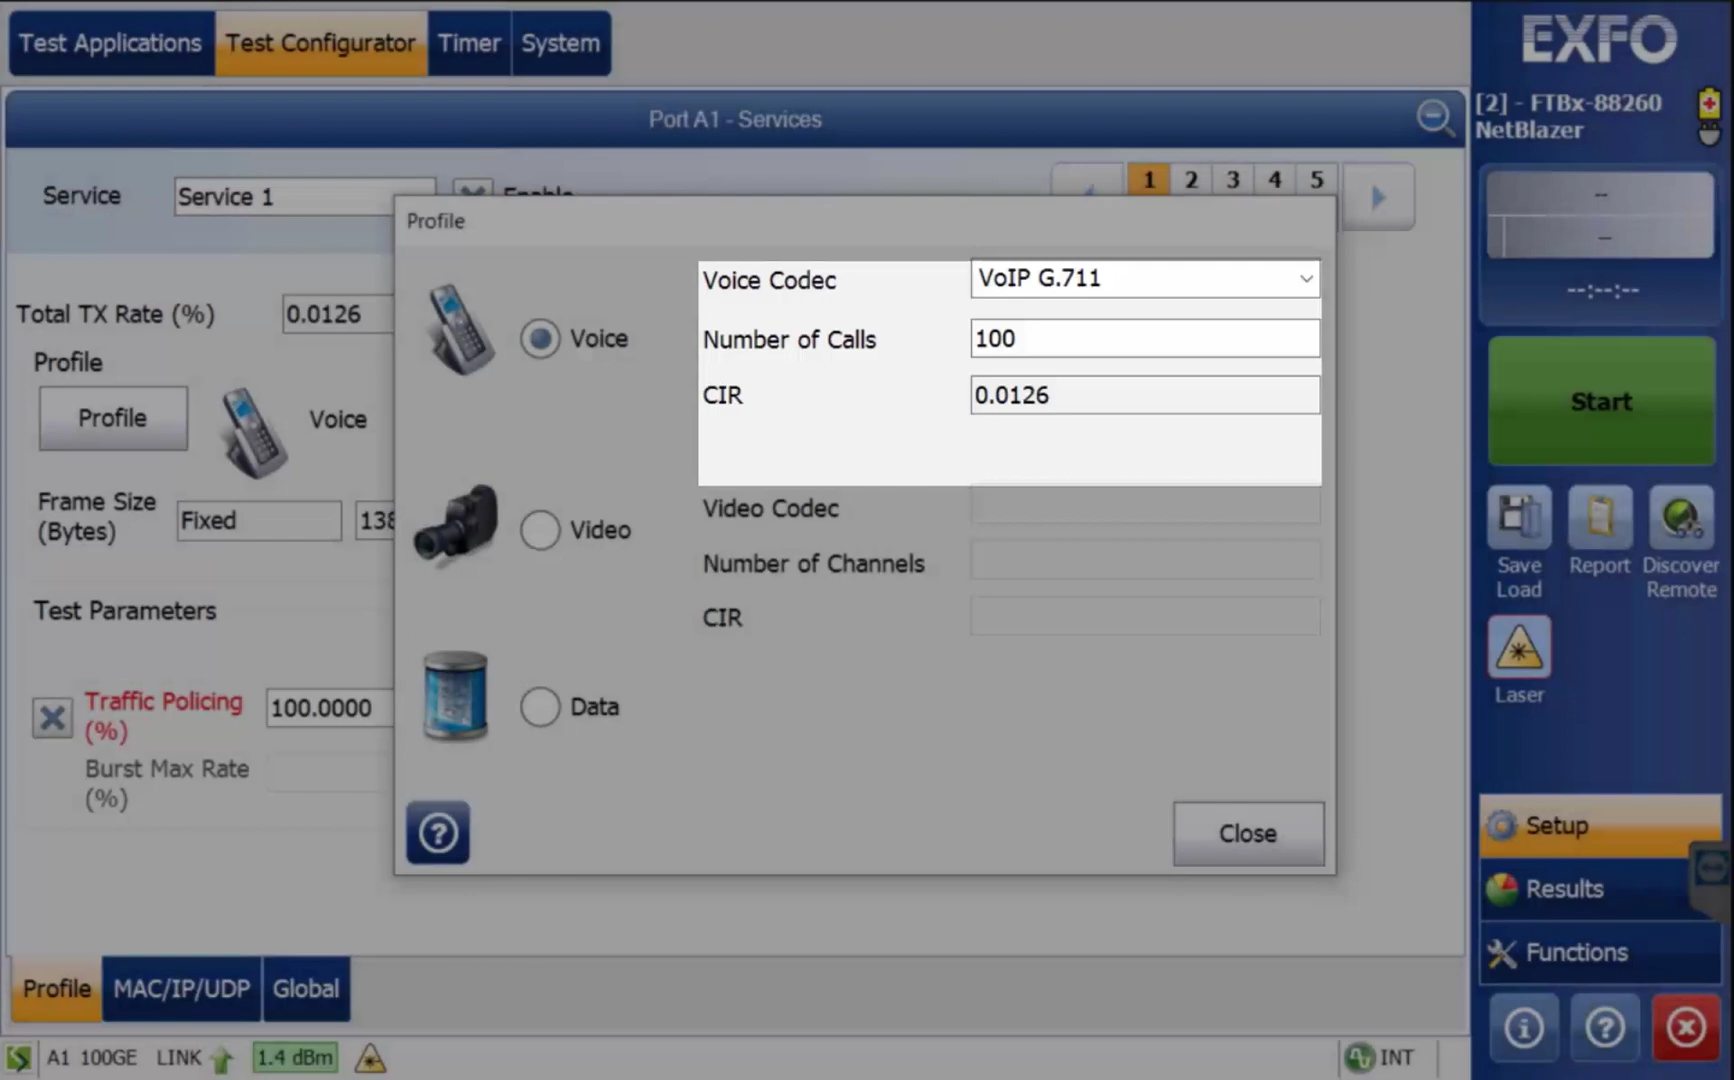 Test Applications
Test Configurator
Timer
System
EXFO
[2] - FTBx-88260
NetBlazer
Port A1 - Services
Service
Service 1
Enable
1 2 3 4 5
Profile
Voice Codec
VoIP G.711
Number of Calls
100
CIR
0.0126
Voice
Total TX Rate (%)
0.0126
Profile
Profile
Voice
Frame Size
(Bytes)
Fixed
138
Video
Video Codec
Number of Channels
CIR
Test Parameters
Traffic Policing
(%)
100.0000
Burst Max Rate
(%)
Data
?
Close
--
--
--:--:--
Start
Save
Load
Report
Discover
Remote
Laser
Setup
Results
Functions
Profile
MAC/IP/UDP
Global
i
?
A1 100GE
LINK
1.4 dBm
INT